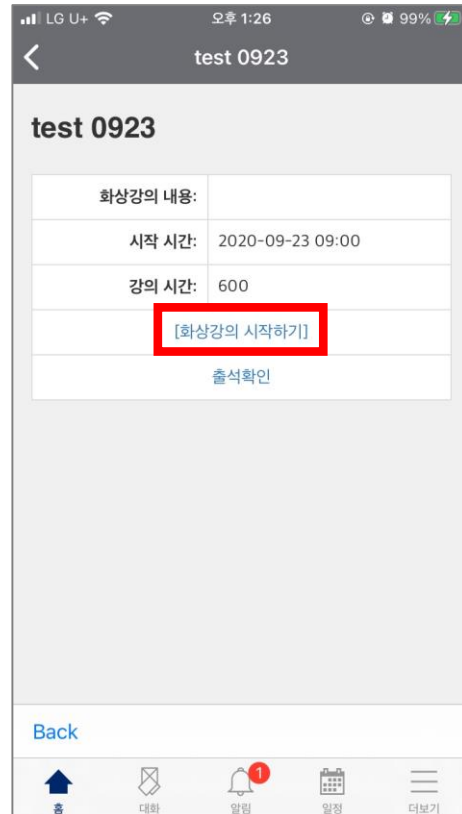 LG U+ 오후 1:26 99%
test 0923
test 0923
화상강의 내용:
시작 시간: 2020-09-23 09:00
강의 시간: 600
[화상강의 시작하기]
출석확인
Back
1
홈 대화 알림 일정 더보기